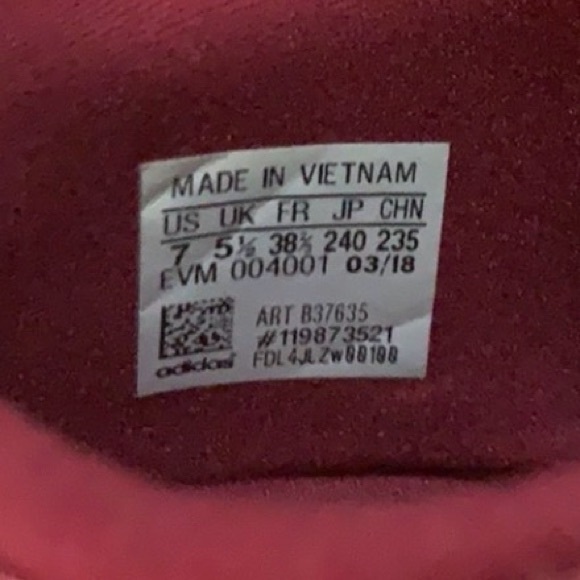 MADE IN VIETNAM
US UK FR JP CHN
7 5½ 38⅔ 240 235
EVM 004001 03/18
ART B37635
#119873521
adidas FDL4JLZW00100